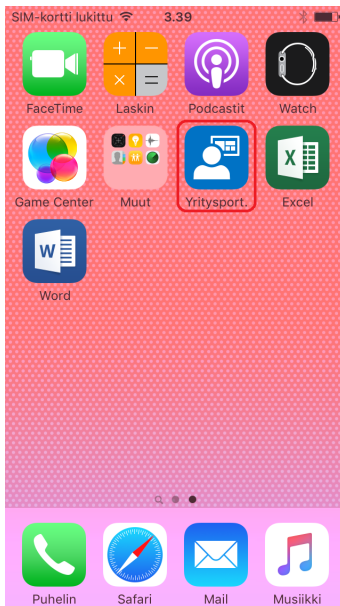 SIM-kortti lukittu 3.39
FaceTime Laskin Podcastit Watch
Game Center Muut Yritysport. Excel
Word
Puhelin Safari Mail Musiikki